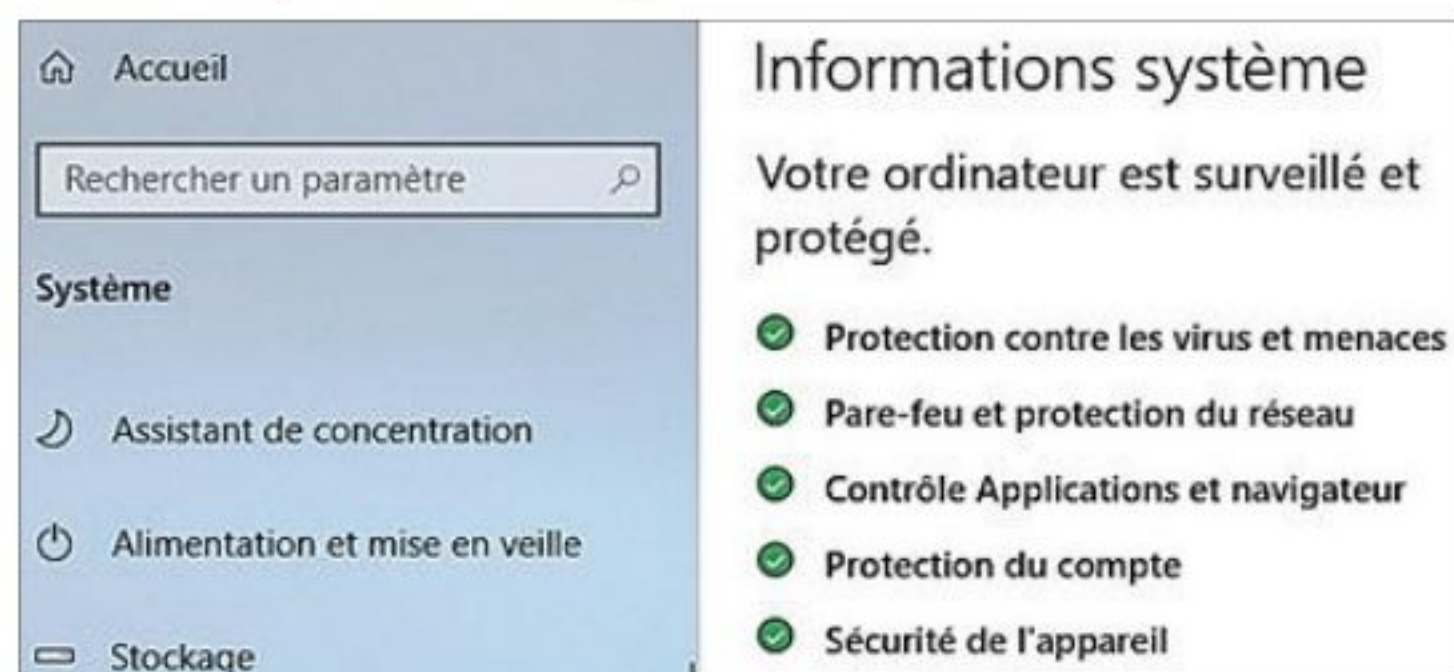 Accueil
Rechercher un paramètre
Système
Assistant de concentration
Alimentation et mise en veille
Stockage
Informations système
Votre ordinateur est surveillé et
protégé.
Protection contre les virus et menaces
Pare-feu et protection du réseau
Contrôle Applications et navigateur
Protection du compte
Sécurité de l'appareil